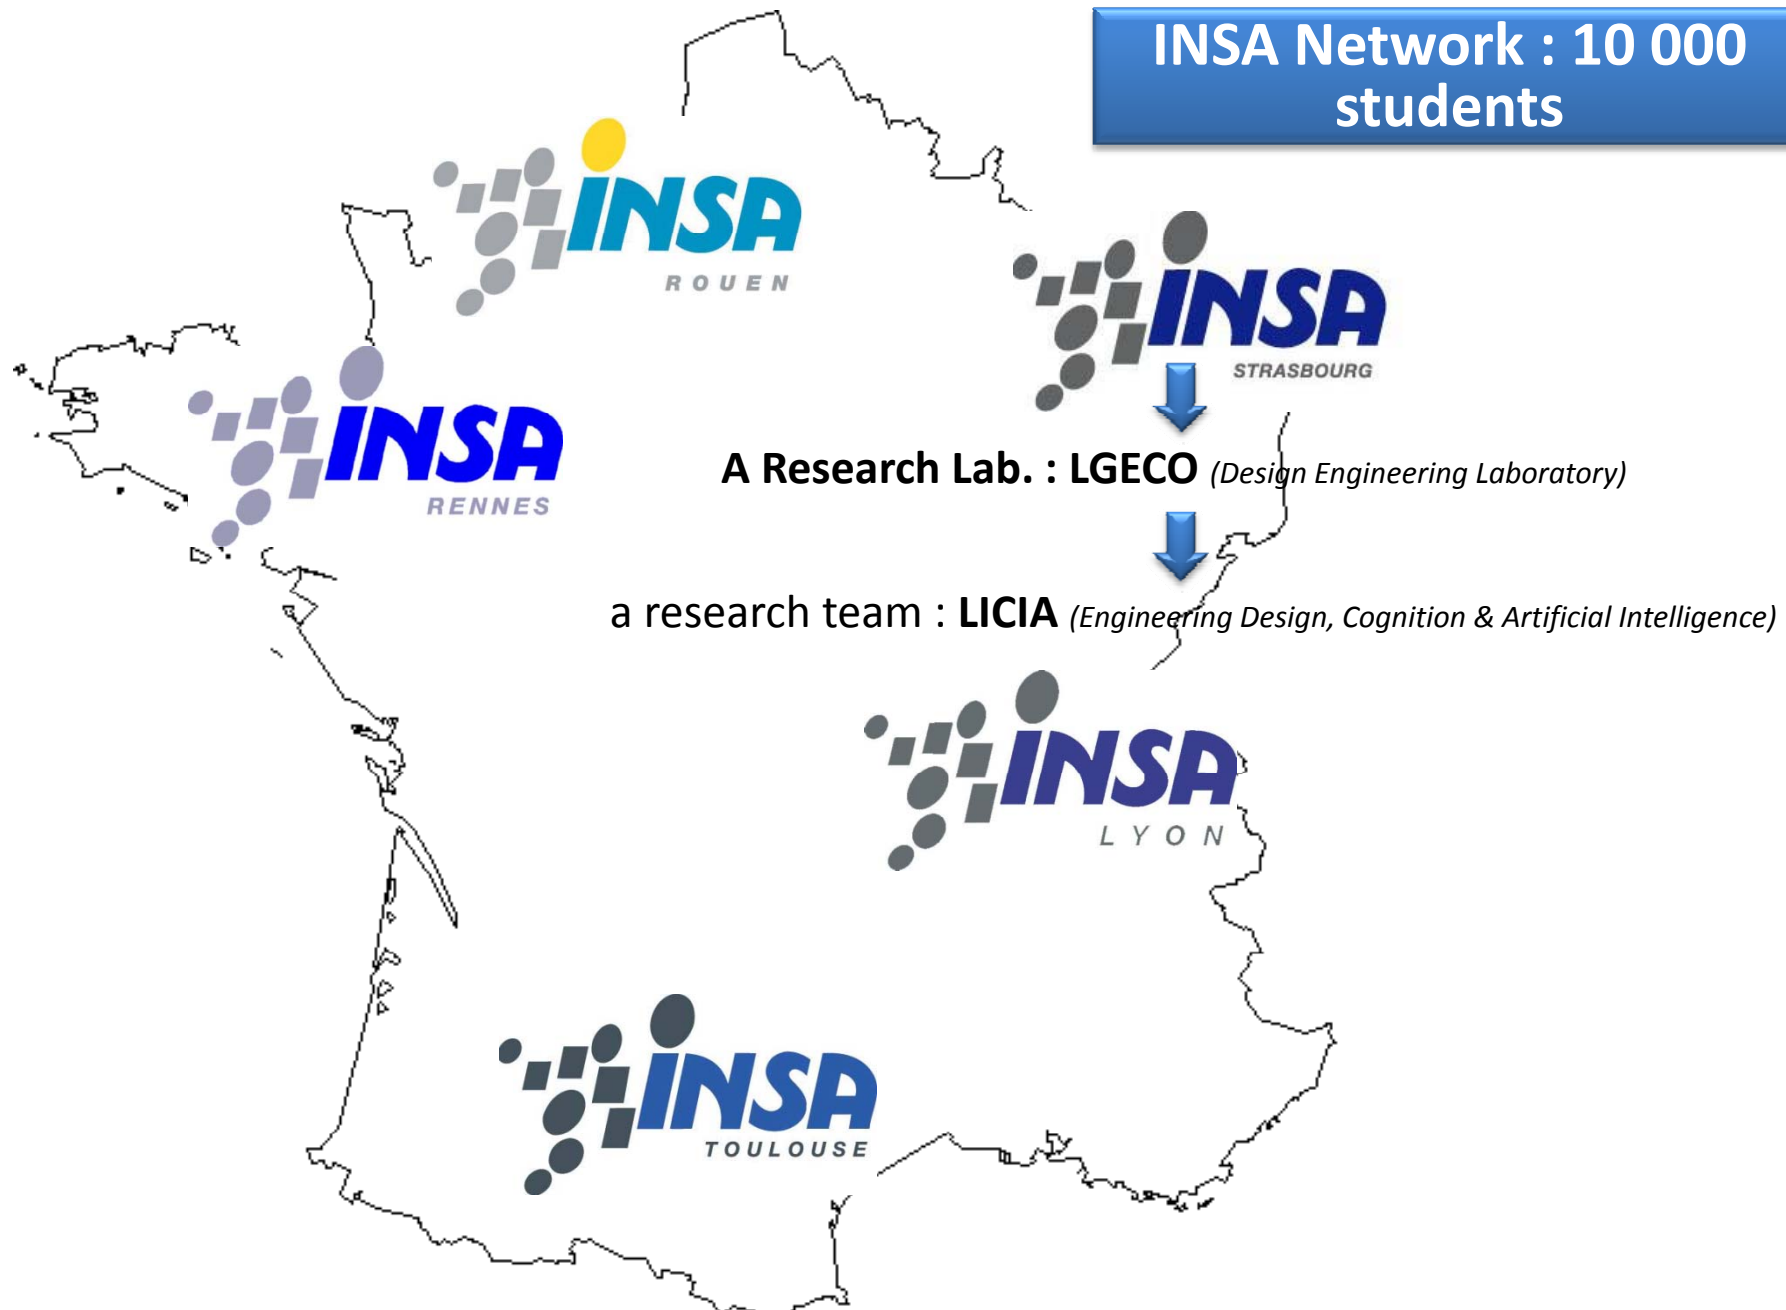 INSA Network : 10 000
students
INSA
ROUEN
INSA
STRASBOURG
INSA
RENNES
A Research Lab. : LGECO (Design Engineering Laboratory)
a research team : LICIA (Engineering Design, Cognition & Artificial Intelligence)
INSA
LYON
INSA
TOULOUSE